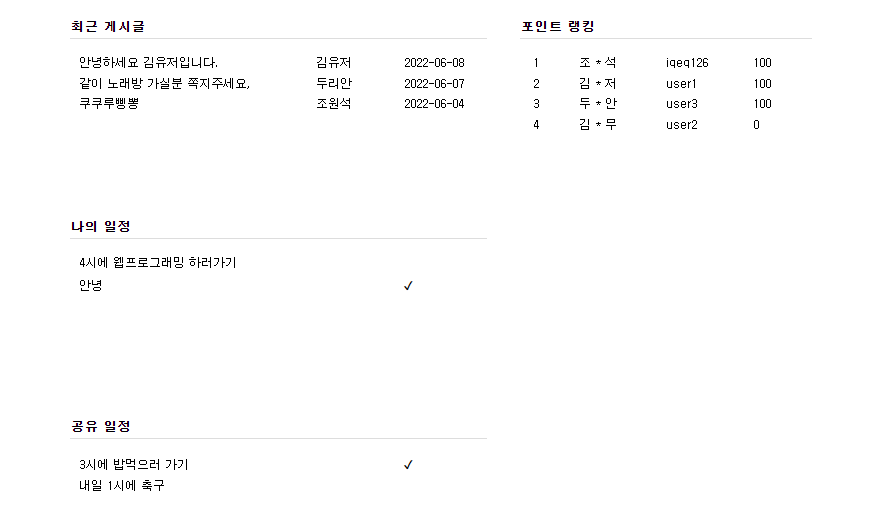 최근 게시글
안녕하세요 김유저입니다. 김유저 2022-06-08
같이 노래방 가실분 쪽지주세요, 두리안 2022-06-07
쿠쿠루삥뽕 조원석 2022-06-04
포인트 랭킹
1 조 * 석 iqeq126 100
2 김 * 저 user1 100
3 두 * 안 user3 100
4 김 * 무 user2 0
나의 일정
4시에 웹프로그래밍 하러가기
안녕 ✓
공유 일정
3시에 밥먹으러 가기 ✓
내일 1시에 축구